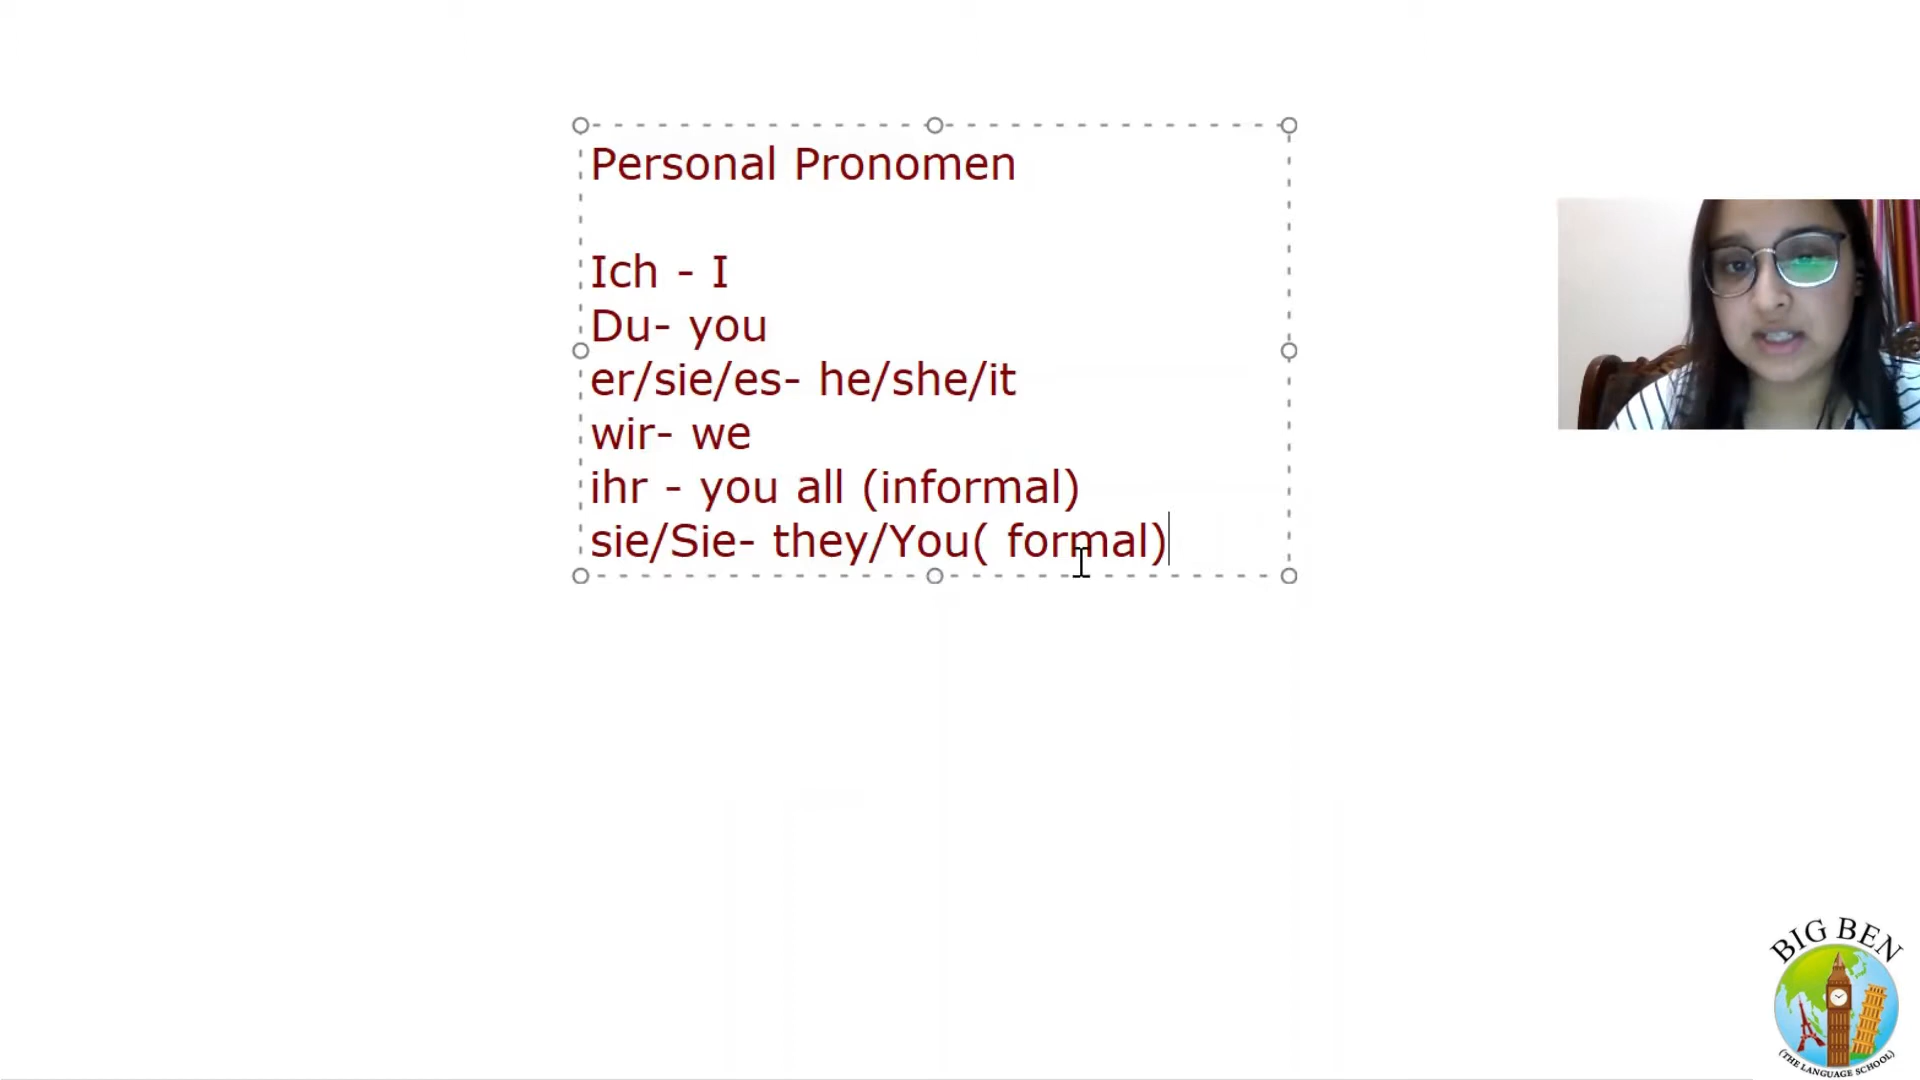 Personal Pronomen
Ich - I
Du- you
er/sie/es- he/she/it
wir- we
ihr - you all (informal)
sie/Sie- they/You( formal)
BIG BEN
(THE LANGUAGE SCHOOL)